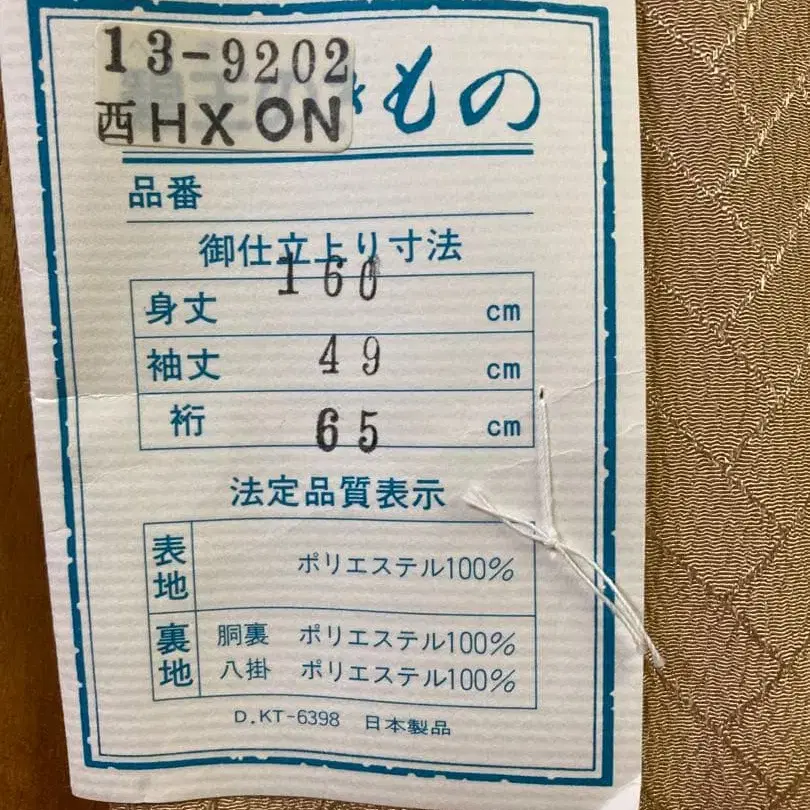 13-9202
西HXON
きもの
品番
御仕立上り寸法
身丈 160 cm
袖丈 49 cm
裄 65 cm
法定品質表示
表地 ポリエステル100%
裏地 胴裏 ポリエステル100%
八掛 ポリエステル100%
D.KT-6398 日本製品